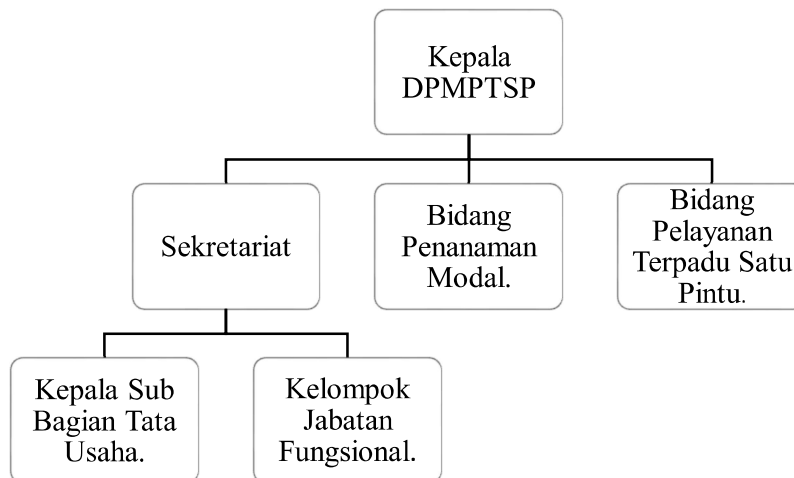 Kepala
DPMPTSP
Sekretariat
Bidang
Penanaman
Modal.
Bidang
Pelayanan
Terpadu Satu
Pintu.
Kepala Sub
Bagian Tata
Usaha.
Kelompok
Jabatan
Fungsional.